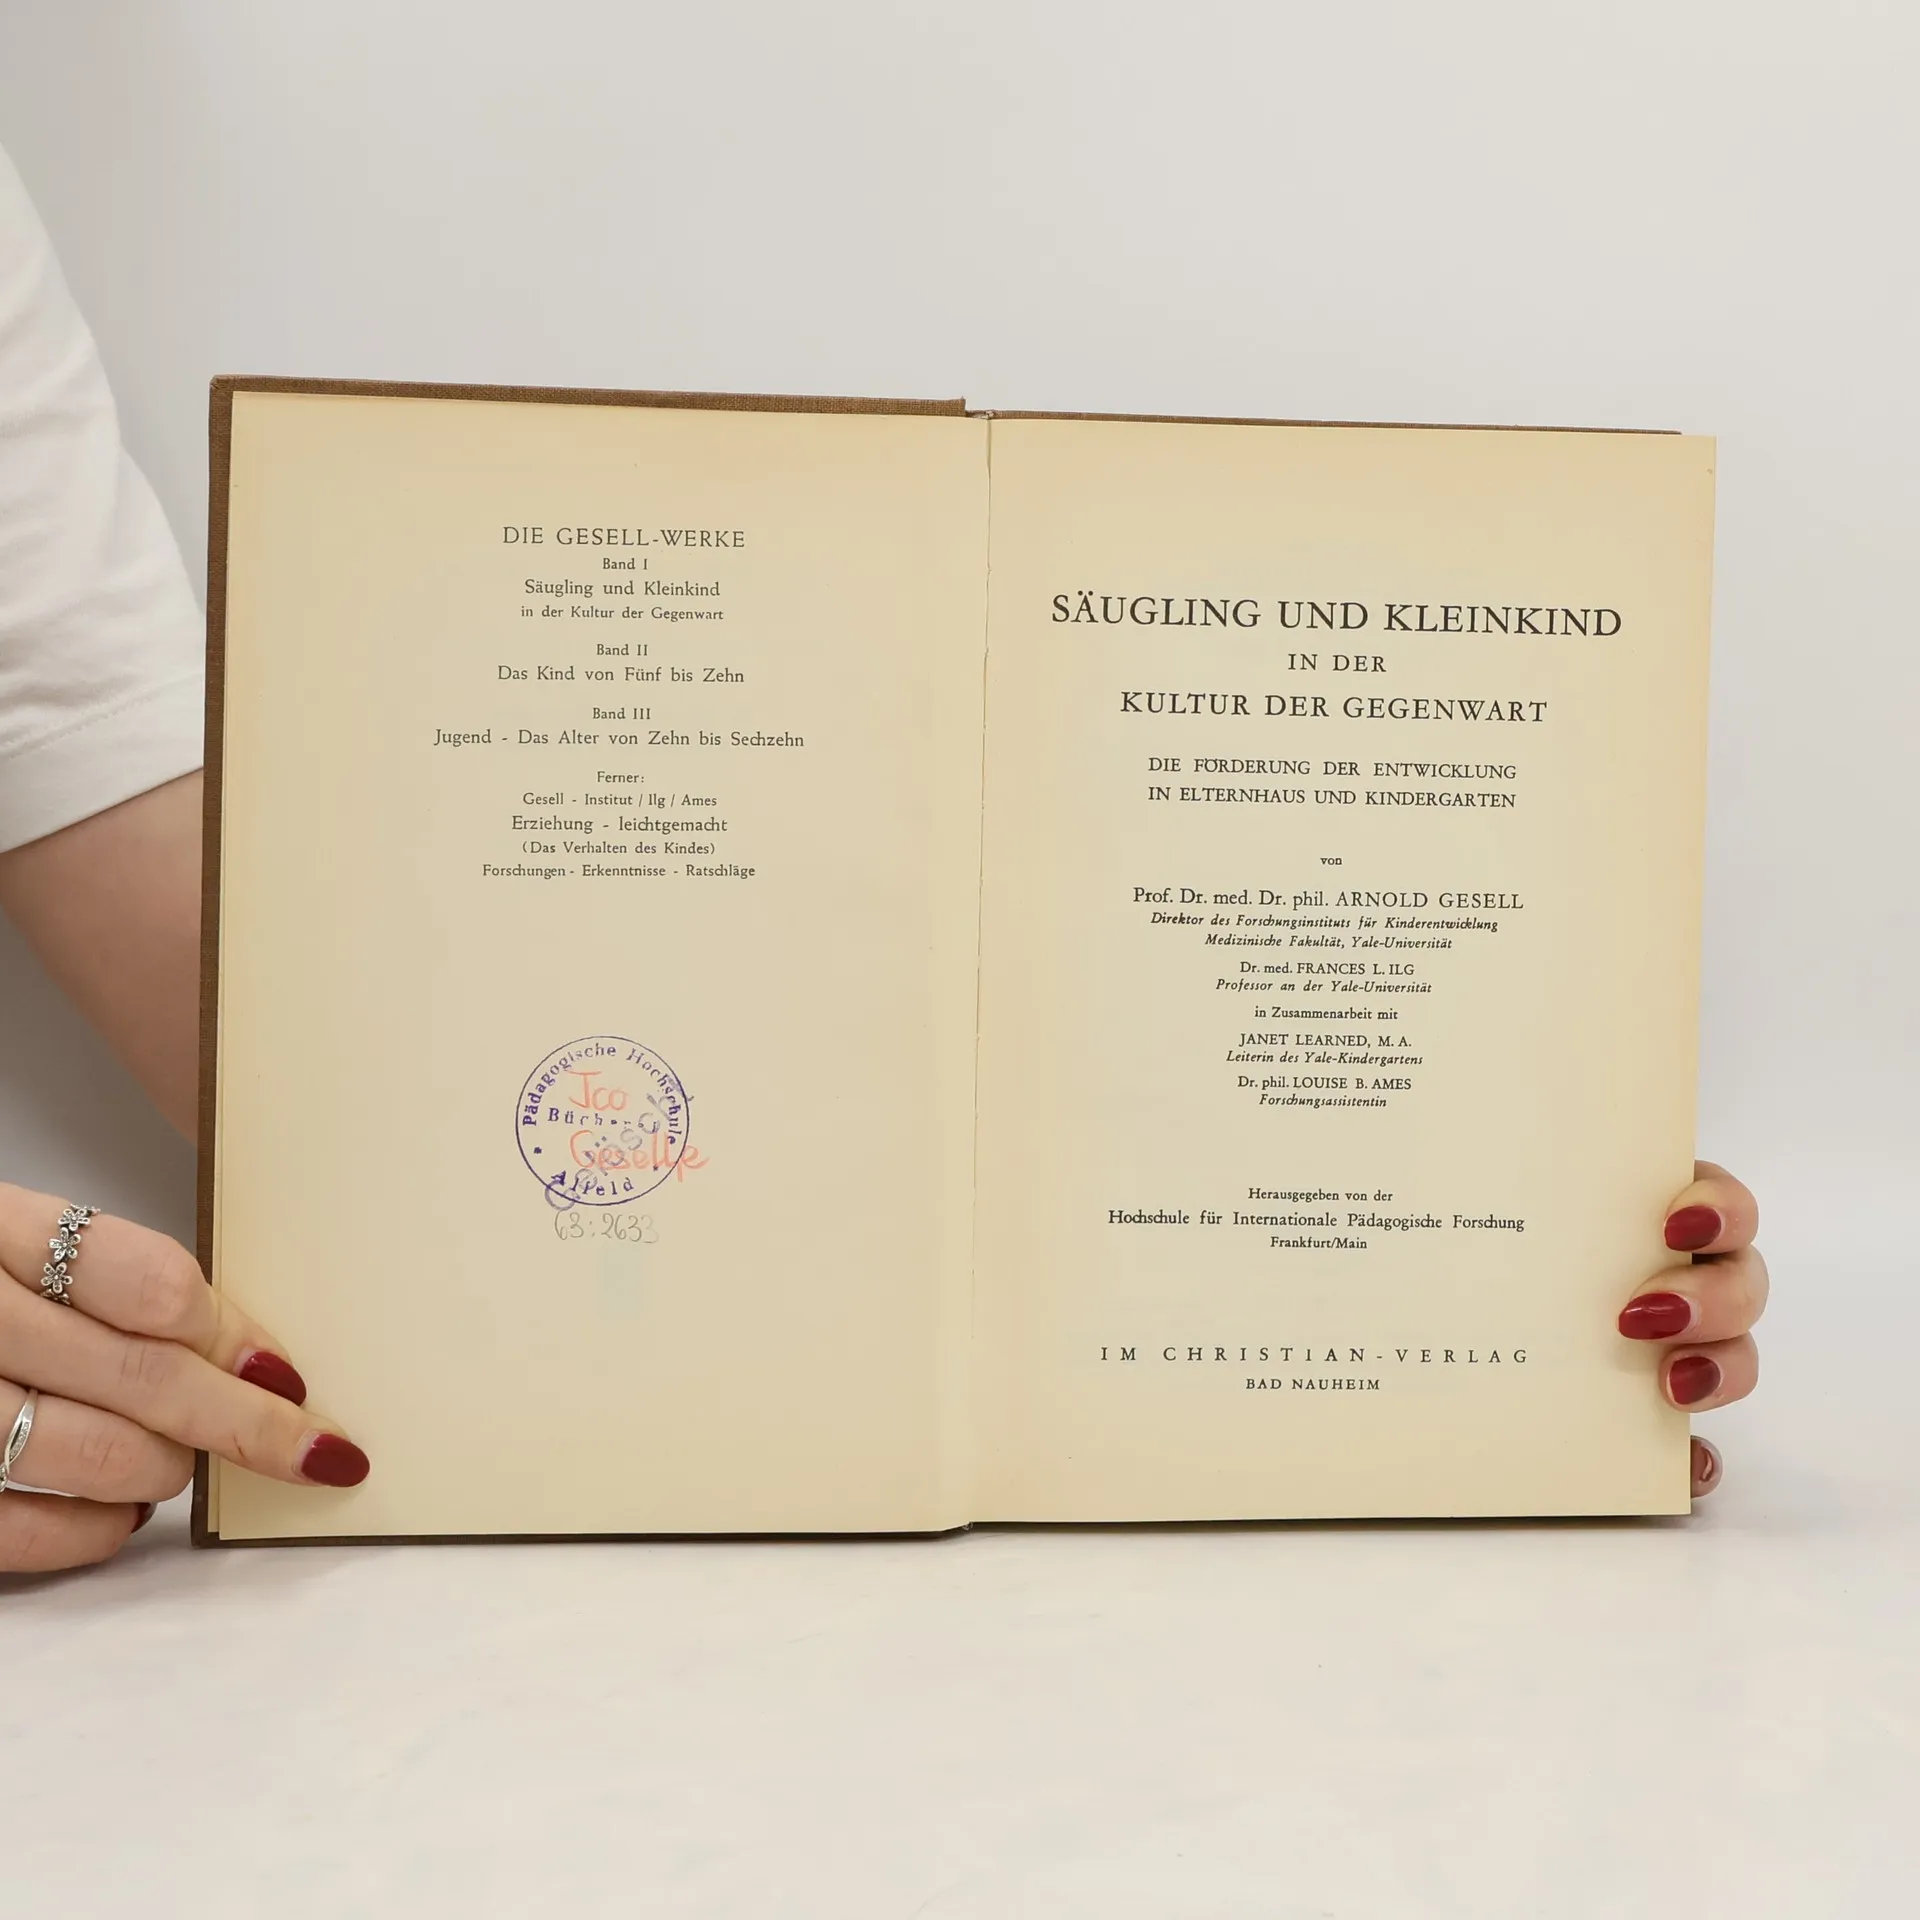 DIE GESELL-WERKE
Band I
Säugling und Kleinkind
in der Kultur der Gegenwart
Band II
Das Kind von Fünf bis Zehn
Band III
Jugend - Das Alter von Zehn bis Sechzehn
Ferner:
Gesell - Institut / Ilg / Ames
Erziehung - leichtgemacht
(Das Verhalten des Kindes)
Forschungen - Erkenntnisse - Ratschläge
Pädagogische Hochschule
Jco
Geselle
Alfeld
63:2633
SÄUGLING UND KLEINKIND
IN DER
KULTUR DER GEGENWART
DIE FÖRDERUNG DER ENTWICKLUNG
IN ELTERNHAUS UND KINDERGARTEN
von
Prof. Dr. med. Dr. phil. ARNOLD GESELL
Direktor des Forschungsinstituts für Kinderentwicklung
Medizinische Fakultät, Yale-Universität
Dr. med. FRANCES L. ILG
Professor an der Yale-Universität
in Zusammenarbeit mit
JANET LEARNED, M. A.
Leiterin des Yale-Kindergartens
Dr. phil. LOUISE B. AMES
Forschungsassistentin
Herausgegeben von der
Hochschule für Internationale Pädagogische Forschung
Frankfurt/Main
IM CHRISTIAN-VERLAG
BAD NAUHEIM